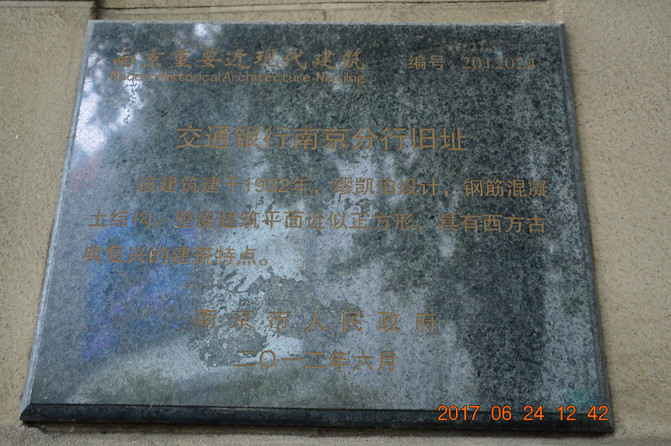 南京重要近现代建筑 编号 2012024
Modern Historical Architecture Nanjing
交通银行南京分行旧址
该建筑建于1932年，缪凯伯设计，钢筋混凝
土结构，整座建筑平面近似正方形，具有西方古
典复兴的建筑特点。
南京市人民政府
二〇一二年六月
2017 06 24 12 42